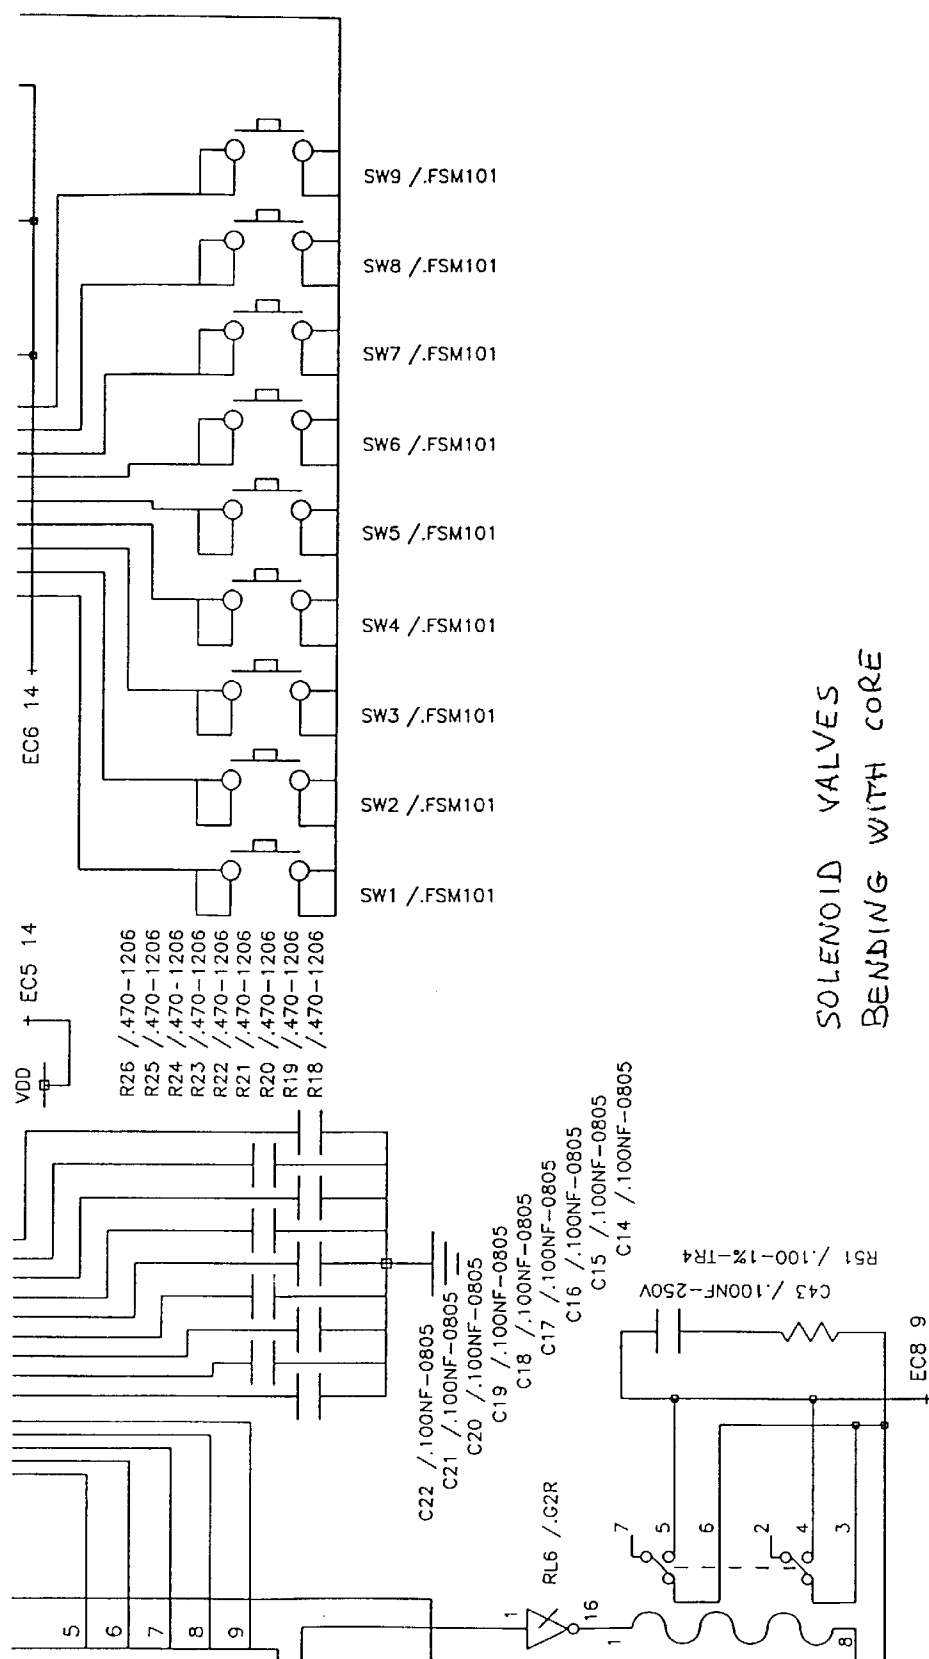 SW9 /.FSM101
SW8 /.FSM101
SW7 /.FSM101
SW6 /.FSM101
SW5 /.FSM101
SW4 /.FSM101
SW3 /.FSM101
SW2 /.FSM101
SW1 /.FSM101
EC6 14
EC5 14
VDD
R26 /.470-1206
R25 /.470-1206
R24 /.470-1206
R23 /.470-1206
R22 /.470-1206
R21 /.470-1206
R20 /.470-1206
R19 /.470-1206
R18 /.470-1206
SOLENOID VALVES
BENDING WITH CORE
C22 /.100NF-0805
C21 /.100NF-0805
C20 /.100NF-0805
C19 /.100NF-0805
C18 /.100NF-0805
C17 /.100NF-0805
C16 /.100NF-0805
C15 /.100NF-0805
C14 /.100NF-0805
C43 /.100NF-250V
R51 /.100-1%-TR4
EC8 9
RL6 /.G2R
7
5
6
2
4
3
1
16
1
8
5
6
7
8
9